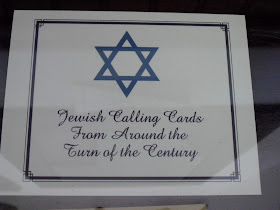 Jewish Calling Cards
From Around the
Turn of the Century